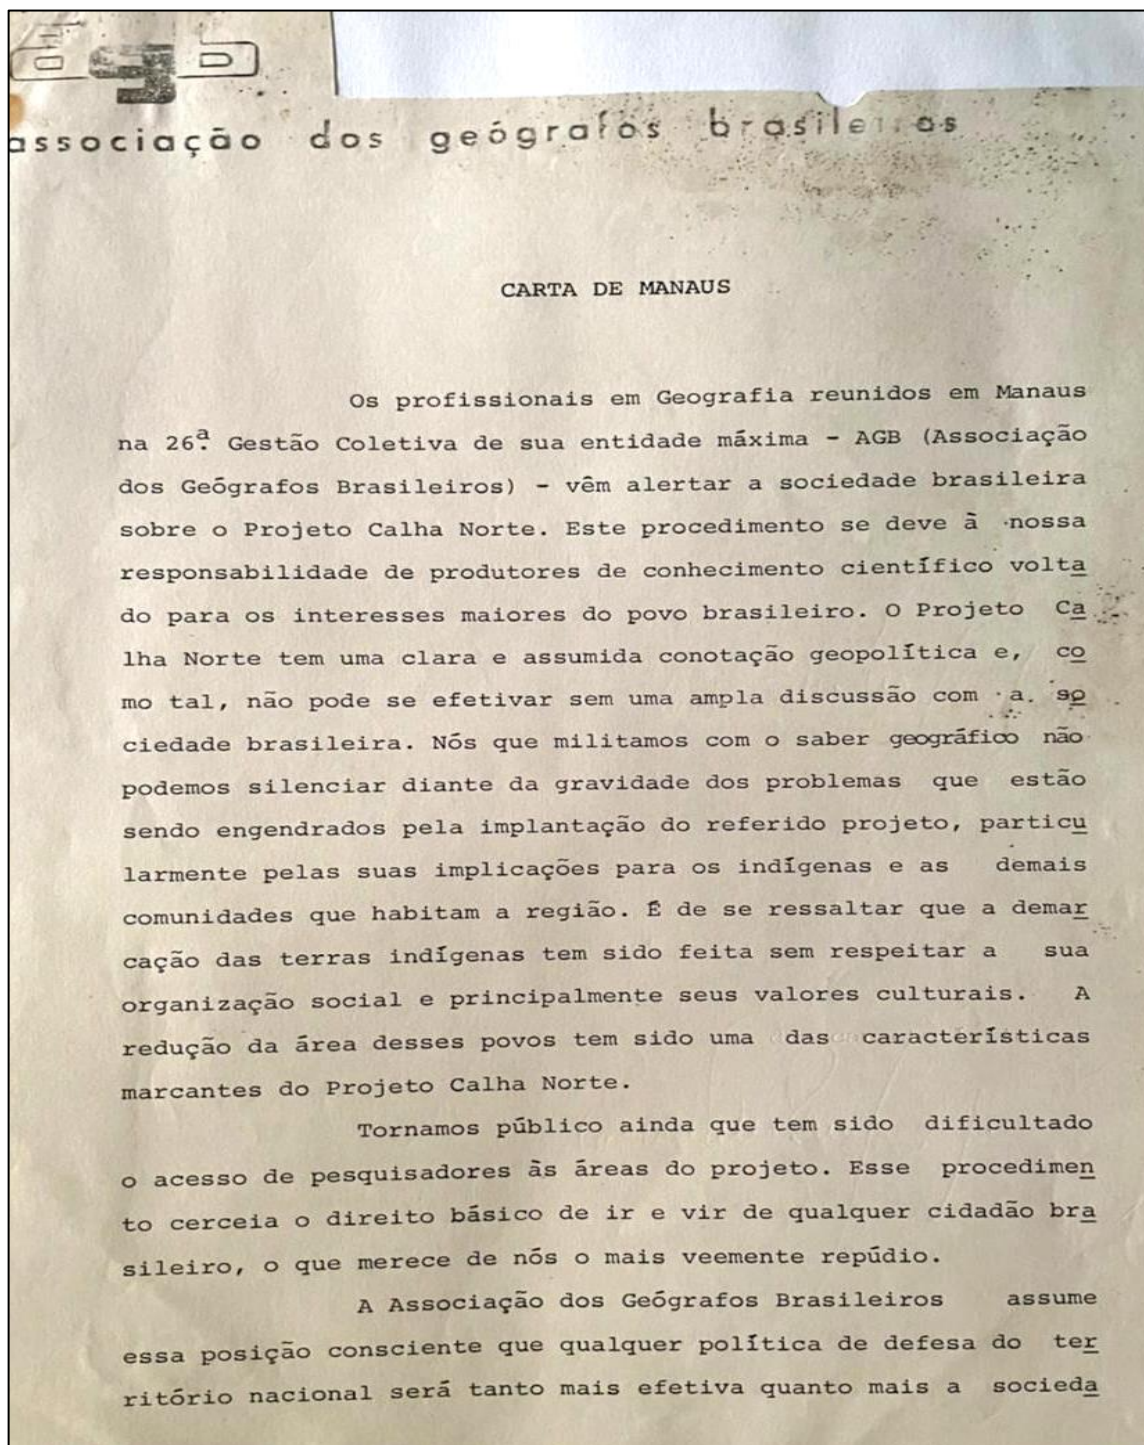 agb
associação dos geógrafos brasileiros
CARTA DE MANAUS
Os profissionais em Geografia reunidos em Manaus
na 26ª Gestão Coletiva de sua entidade máxima - AGB (Associação
dos Geógrafos Brasileiros) - vêm alertar a sociedade brasileira
sobre o Projeto Calha Norte. Este procedimento se deve à nossa
responsabilidade de produtores de conhecimento científico volta
do para os interesses maiores do povo brasileiro. O Projeto Ca
lha Norte tem uma clara e assumida conotação geopolítica e, co
mo tal, não pode se efetivar sem uma ampla discussão com a so
ciedade brasileira. Nós que militamos com o saber geográfico não
podemos silenciar diante da gravidade dos problemas que estão
sendo engendrados pela implantação do referido projeto, particu
larmente pelas suas implicações para os indígenas e as demais
comunidades que habitam a região. É de se ressaltar que a demar
cação das terras indígenas tem sido feita sem respeitar a sua
organização social e principalmente seus valores culturais. A
redução da área desses povos tem sido uma das características
marcantes do Projeto Calha Norte.
Tornamos público ainda que tem sido dificultado
o acesso de pesquisadores às áreas do projeto. Esse procedimen
to cerceia o direito básico de ir e vir de qualquer cidadão bra
sileiro, o que merece de nós o mais veemente repúdio.
A Associação dos Geógrafos Brasileiros assume
essa posição consciente que qualquer política de defesa do ter
ritório nacional será tanto mais efetiva quanto mais a socieda